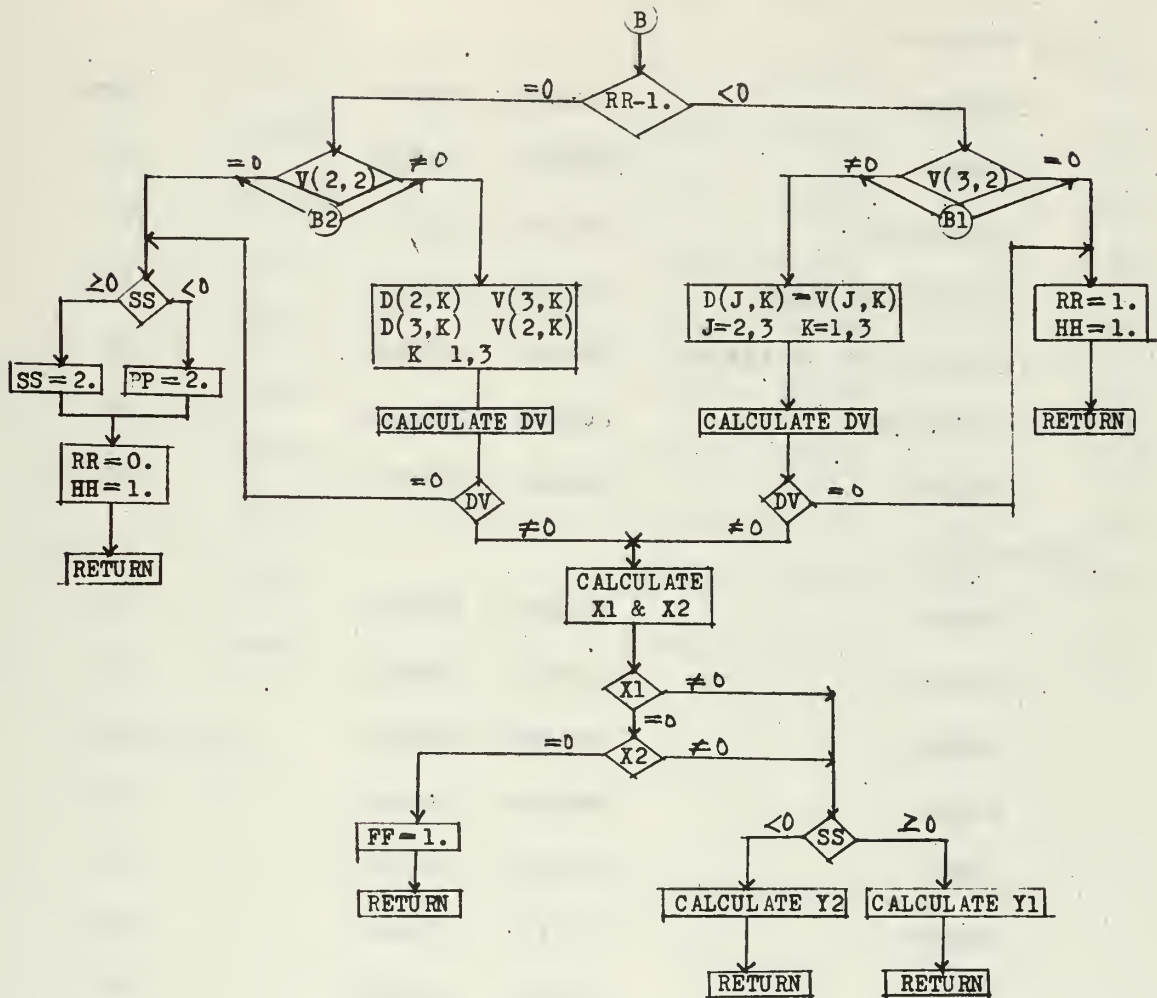 B
=0
RR-1.
<0
=0
V(2,2)
≠0
≠0
V(3,2)
=0
B2
B1
≥0
SS
<0
D(2,K) V(3,K)
D(3,K) V(2,K)
K 1,3
D(J,K)=V(J,K)
J=2,3 K=1,3
RR=1.
HH=1.
SS=2.
PP=2.
CALCULATE DV
CALCULATE DV
RETURN
RR=0.
HH=1.
=0
DV
≠0
DV
=0
≠0
RETURN
CALCULATE
X1 & X2
X1
≠0
=0
=0
X2
≠0
FF=1.
<0
SS
≥0
RETURN
CALCULATE Y2
CALCULATE Y1
RETURN
RETURN